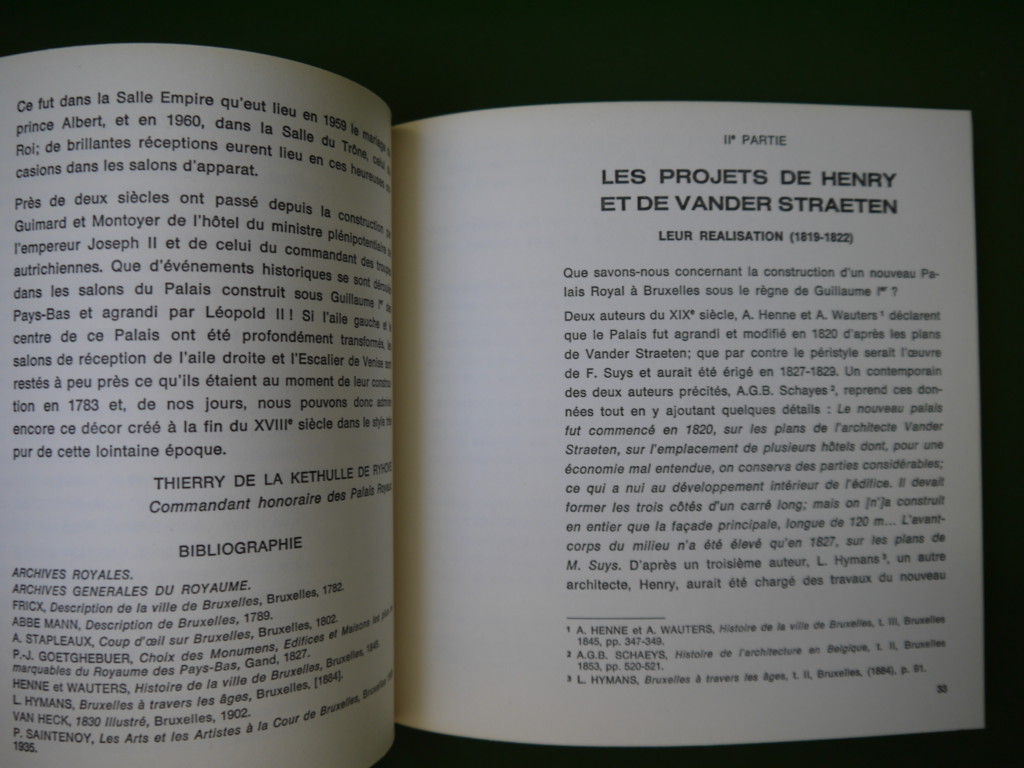 Ce fut dans la Salle Empire qu'eut lieu en 1959 le mariage
prince Albert, et en 1960, dans la Salle du Trône, celui
Roi; de brillantes réceptions eurent lieu en ces heureuses
casions dans les salons d'apparat.
Près de deux siècles ont passé depuis la construction
Guimard et Montoyer de l'hôtel du ministre plénipotentiaire
l'empereur Joseph II et de celui du commandant des
autrichiennes. Que d'événements historiques se sont
dans les salons du Palais construit sous Guillaume Ier des
Pays-Bas et agrandi par Léopold II! Si l'aile gauche et
centre de ce Palais ont été profondément transformés, les
salons de réception de l'aile droite et l'Escalier de Venise sont
restés à peu près ce qu'ils étaient au moment de leur construc-
tion en 1783 et, de nos jours, nous pouvons donc admirer
encore ce décor créé à la fin du XVIIIe siècle dans le style très
pur de cette lointaine époque.
THIERRY DE LA KETHULLE DE RYHOVE
Commandant honoraire des Palais Royaux
BIBLIOGRAPHIE
ARCHIVES ROYALES.
ARCHIVES GENERALES DU ROYAUME.
FRICX, Description de la ville de Bruxelles, Bruxelles, 1782.
ABBE MANN, Description de Bruxelles, 1789.
A. STAPLEAUX, Coup d'œil sur Bruxelles, Bruxelles, 1802.
P.-J. GOETGHEBUER, Choix des Monumens, Edifices et Maisons les plus
marquables du Royaume des Pays-Bas, Gand, 1827.
HENNE et WAUTERS, Histoire de la ville de Bruxelles, Bruxelles, 1845.
L. HYMANS, Bruxelles à travers les âges, Bruxelles, [1884].
VAN HECK, 1830 Illustré, Bruxelles, 1902.
P. SAINTENOY, Les Arts et les Artistes à la Cour de Bruxelles, Bruxelles
1935.
IIe PARTIE
LES PROJETS DE HENRY
ET DE VANDER STRAETEN
LEUR REALISATION (1819-1822)
Que savons-nous concernant la construction d'un nouveau Pa-
lais Royal à Bruxelles sous le règne de Guillaume Ier ?
Deux auteurs du XIXe siècle, A. Henne et A. Wauters 1 déclarent
que le Palais fut agrandi et modifié en 1820 d'après les plans
de Vander Straeten; que par contre le péristyle serait l'œuvre
de F. Suys et aurait été érigé en 1827-1829. Un contemporain
des deux auteurs précités, A.G.B. Schayes 2, reprend ces don-
nées tout en y ajoutant quelques détails : Le nouveau palais
fut commencé en 1820, sur les plans de l'architecte Vander
Straeten, sur l'emplacement de plusieurs hôtels dont, pour une
économie mal entendue, on conserva des parties considérables;
ce qui a nui au développement intérieur de l'édifice. Il devait
former les trois côtés d'un carré long; mais on [n']a construit
en entier que la façade principale, longue de 120 m... L'avant-
corps du milieu n'a été élevé qu'en 1827, sur les plans de
M. Suys. D'après un troisième auteur, L. Hymans 3, un autre
architecte, Henry, aurait été chargé des travaux du nouveau
1 A. HENNE et A. WAUTERS, Histoire de la ville de Bruxelles, t. III, Bruxelles
1845, pp. 347-349.
2 A.G.B. SCHAEYS, Histoire de l'architecture en Belgique, t. II, Bruxelles
1853, pp. 520-521.
3 L. HYMANS, Bruxelles à travers les âges, t. II, Bruxelles, (1884), p. 91.
33